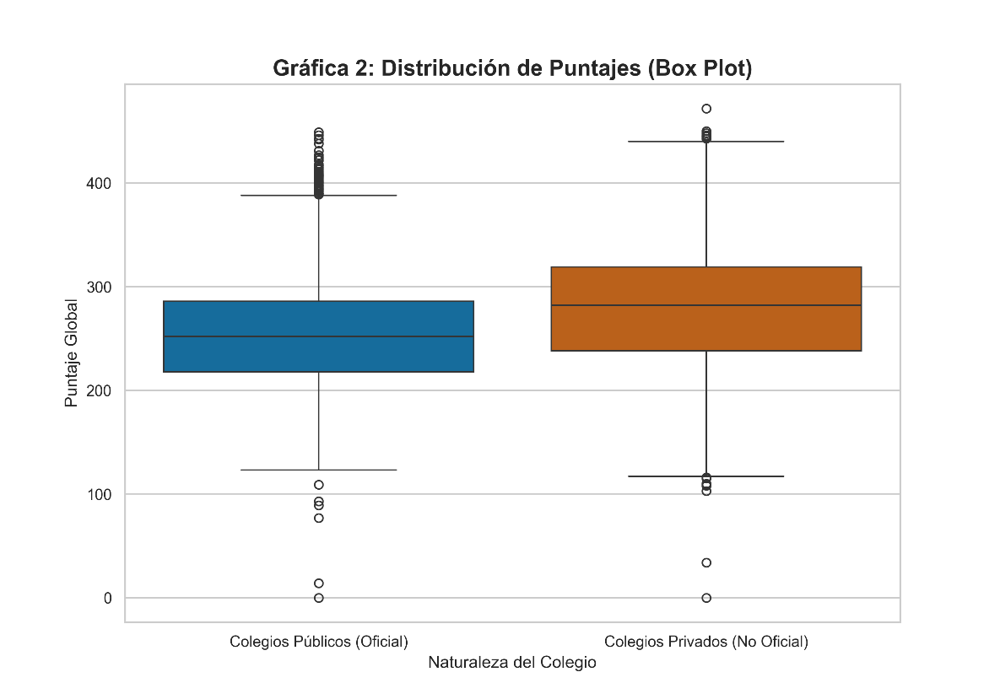 Gráfica 2: Distribución de Puntajes (Box Plot)
Puntaje Global
400
300
200
100
0
Colegios Públicos (Oficial)
Colegios Privados (No Oficial)
Naturaleza del Colegio